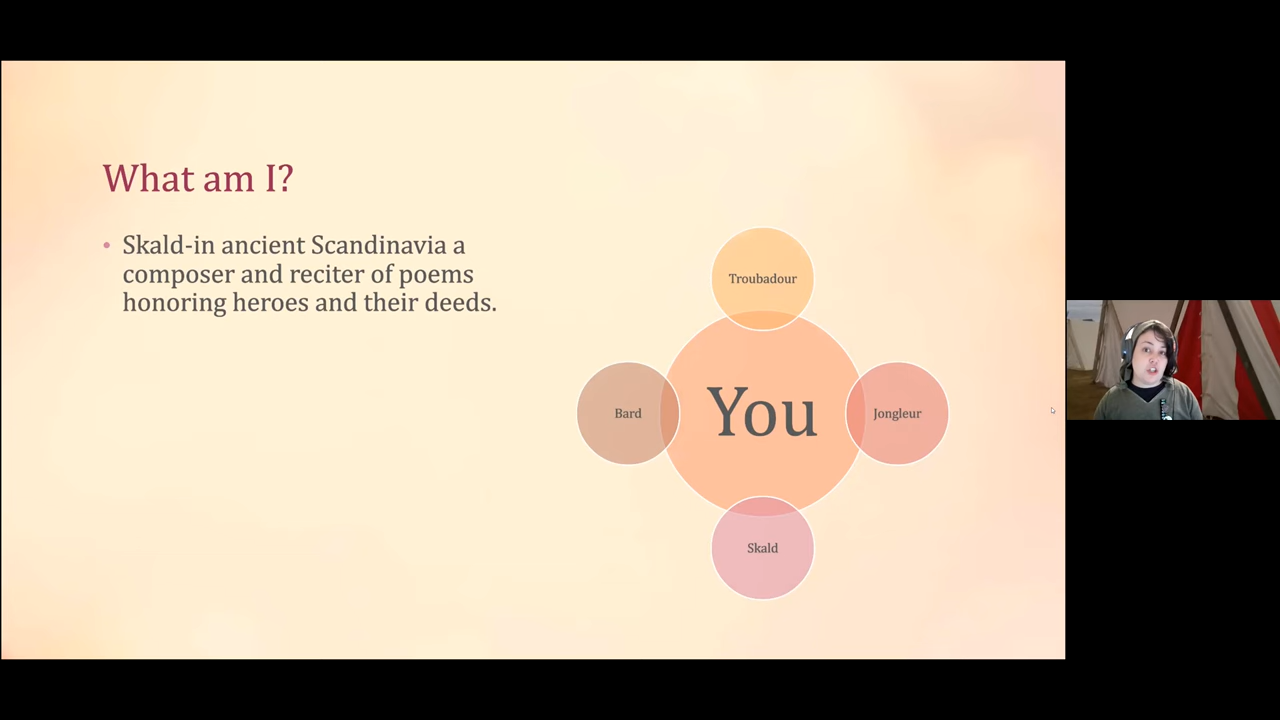 What am I?
• Skald-in ancient Scandinavia a
composer and reciter of poems
honoring heroes and their deeds.
Troubadour
Bard
You
Jongleur
Skald